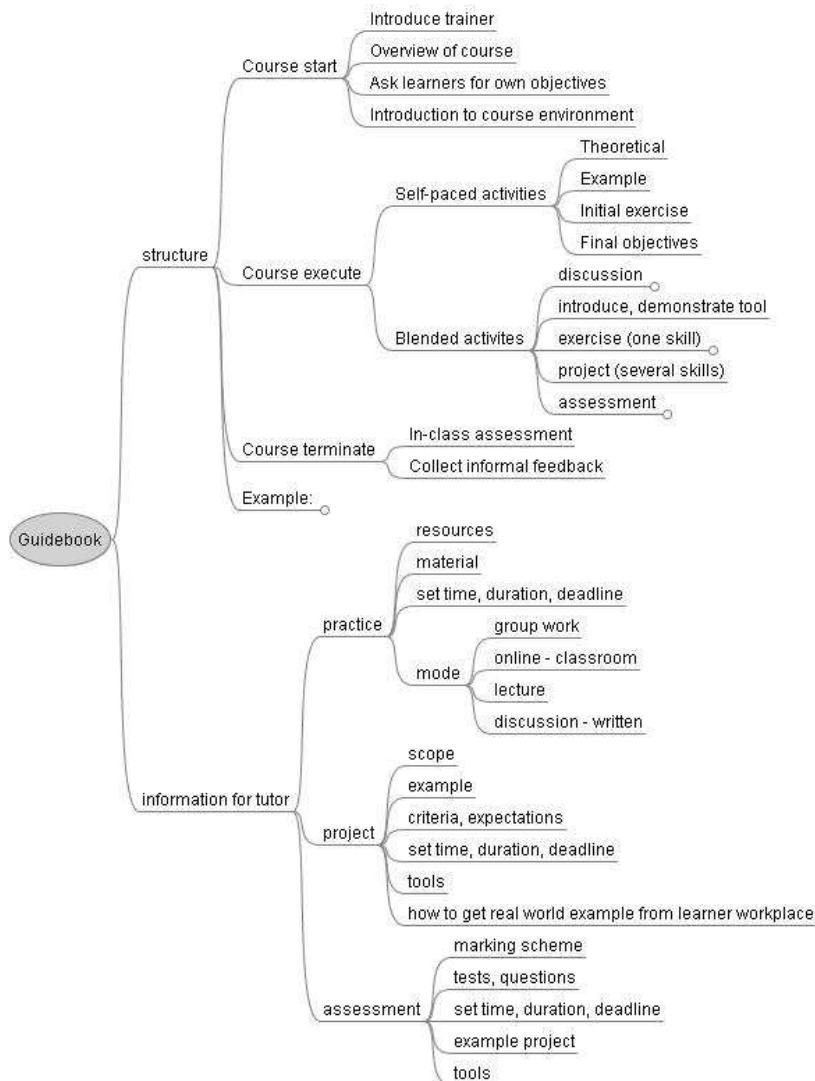 Introduce trainer
Overview of course
Course start
Ask learners for own objectives
Introduction to course environment
Theoretical
Example
Self-paced activities
Initial exercise
Final objectives
structure
Course execute
discussion
introduce, demonstrate tool
Blended activites
exercise (one skill)
project (several skills)
assessment
In-class assessment
Course terminate
Collect informal feedback
Example:
Guidebook
resources
material
set time, duration, deadline
practice
group work
online - classroom
mode
lecture
discussion - written
scope
information for tutor
example
criteria, expectations
project
set time, duration, deadline
tools
how to get real world example from learner workplace
marking scheme
tests, questions
assessment
set time, duration, deadline
example project
tools